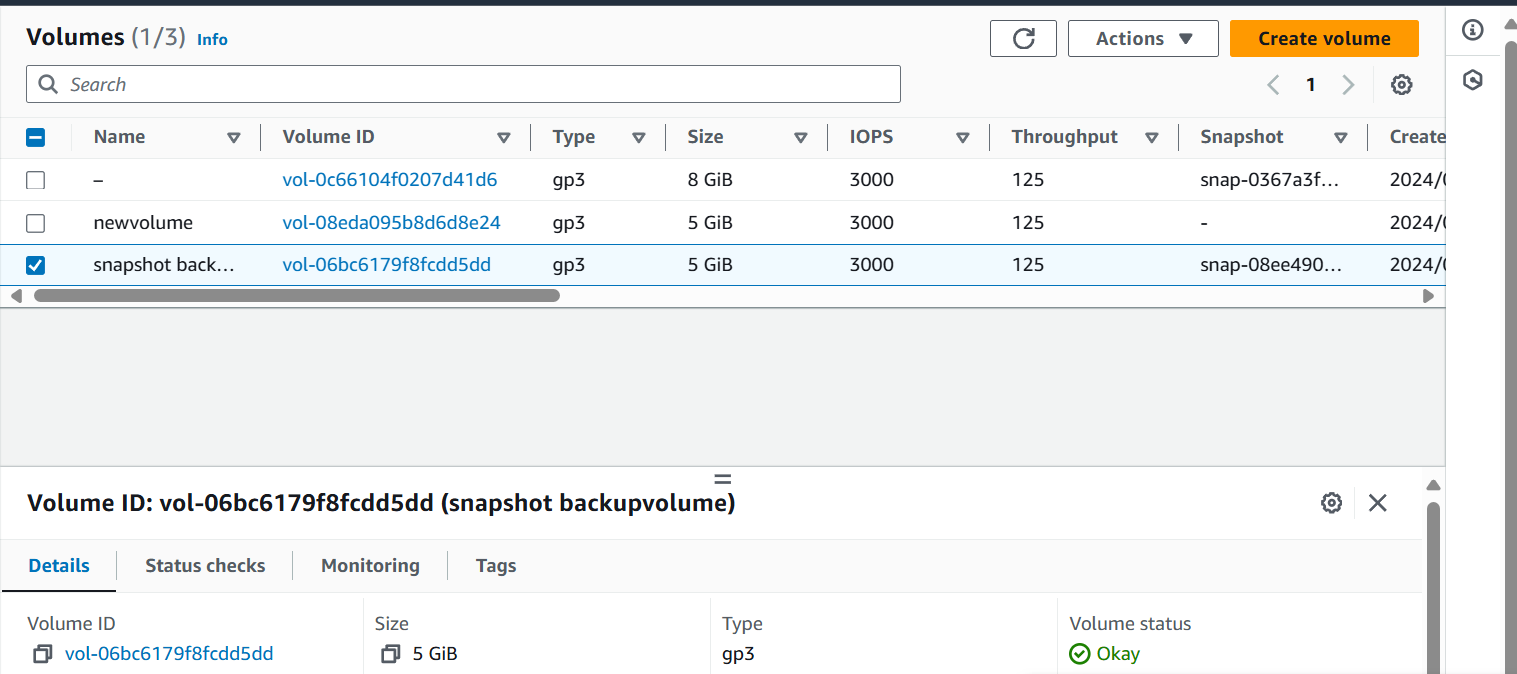 Volumes (1/3) Info
Actions
Create volume
Search
1
Name Volume ID Type Size IOPS Throughput Snapshot Create
– vol-0c66104f0207d41d6 gp3 8 GiB 3000 125 snap-0367a3f... 2024/0
newvolume vol-08eda095b8d6d8e24 gp3 5 GiB 3000 125 - 2024/0
snapshot back... vol-06bc6179f8fcdd5dd gp3 5 GiB 3000 125 snap-08ee490... 2024/0
Volume ID: vol-06bc6179f8fcdd5dd (snapshot backupvolume)
Details Status checks Monitoring Tags
Volume ID Size Type Volume status
vol-06bc6179f8fcdd5dd 5 GiB gp3 Okay